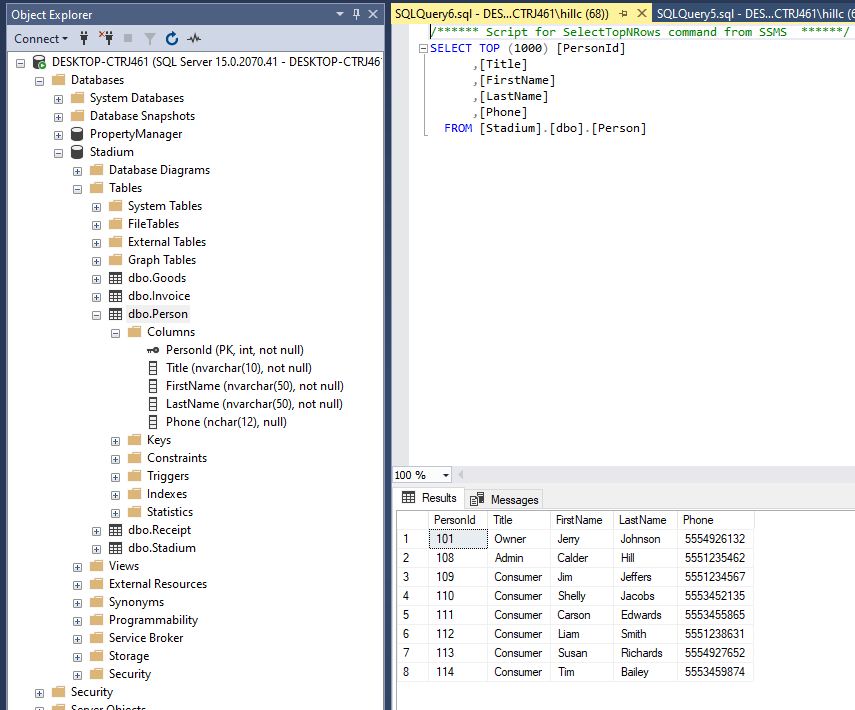 Object Explorer
Connect
DESKTOP-CTRJ461 (SQL Server 15.0.2070.41 - DESKTOP-CTRJ46
Databases
System Databases
Database Snapshots
PropertyManager
Stadium
Database Diagrams
Tables
System Tables
FileTables
External Tables
Graph Tables
dbo.Goods
dbo.Invoice
dbo.Person
Columns
PersonId (PK, int, not null)
Title (nvarchar(10), not null)
FirstName (nvarchar(50), not null)
LastName (nvarchar(50), not null)
Phone (nchar(12), null)
Keys
Constraints
Triggers
Indexes
Statistics
dbo.Receipt
dbo.Stadium
Views
External Resources
Synonyms
Programmability
Service Broker
Storage
Security
Security
Server Objects
SQLQuery6.sql - DES...CTRJ461\hillc (68)) SQLQuery5.sql - DES...CTRJ461\hillc (6
/****** Script for SelectTopNRows command from SSMS  ******/
SELECT TOP (1000) [PersonId]
,[Title]
,[FirstName]
,[LastName]
,[Phone]
FROM [Stadium].[dbo].[Person]
100 %
Results Messages
PersonId Title FirstName LastName Phone
1 101 Owner Jerry Johnson 5554926132
2 108 Admin Calder Hill 5551235462
3 109 Consumer Jim Jeffers 5551234567
4 110 Consumer Shelly Jacobs 5553452135
5 111 Consumer Carson Edwards 5553455865
6 112 Consumer Liam Smith 5551238631
7 113 Consumer Susan Richards 5554927652
8 114 Consumer Tim Bailey 5553459874